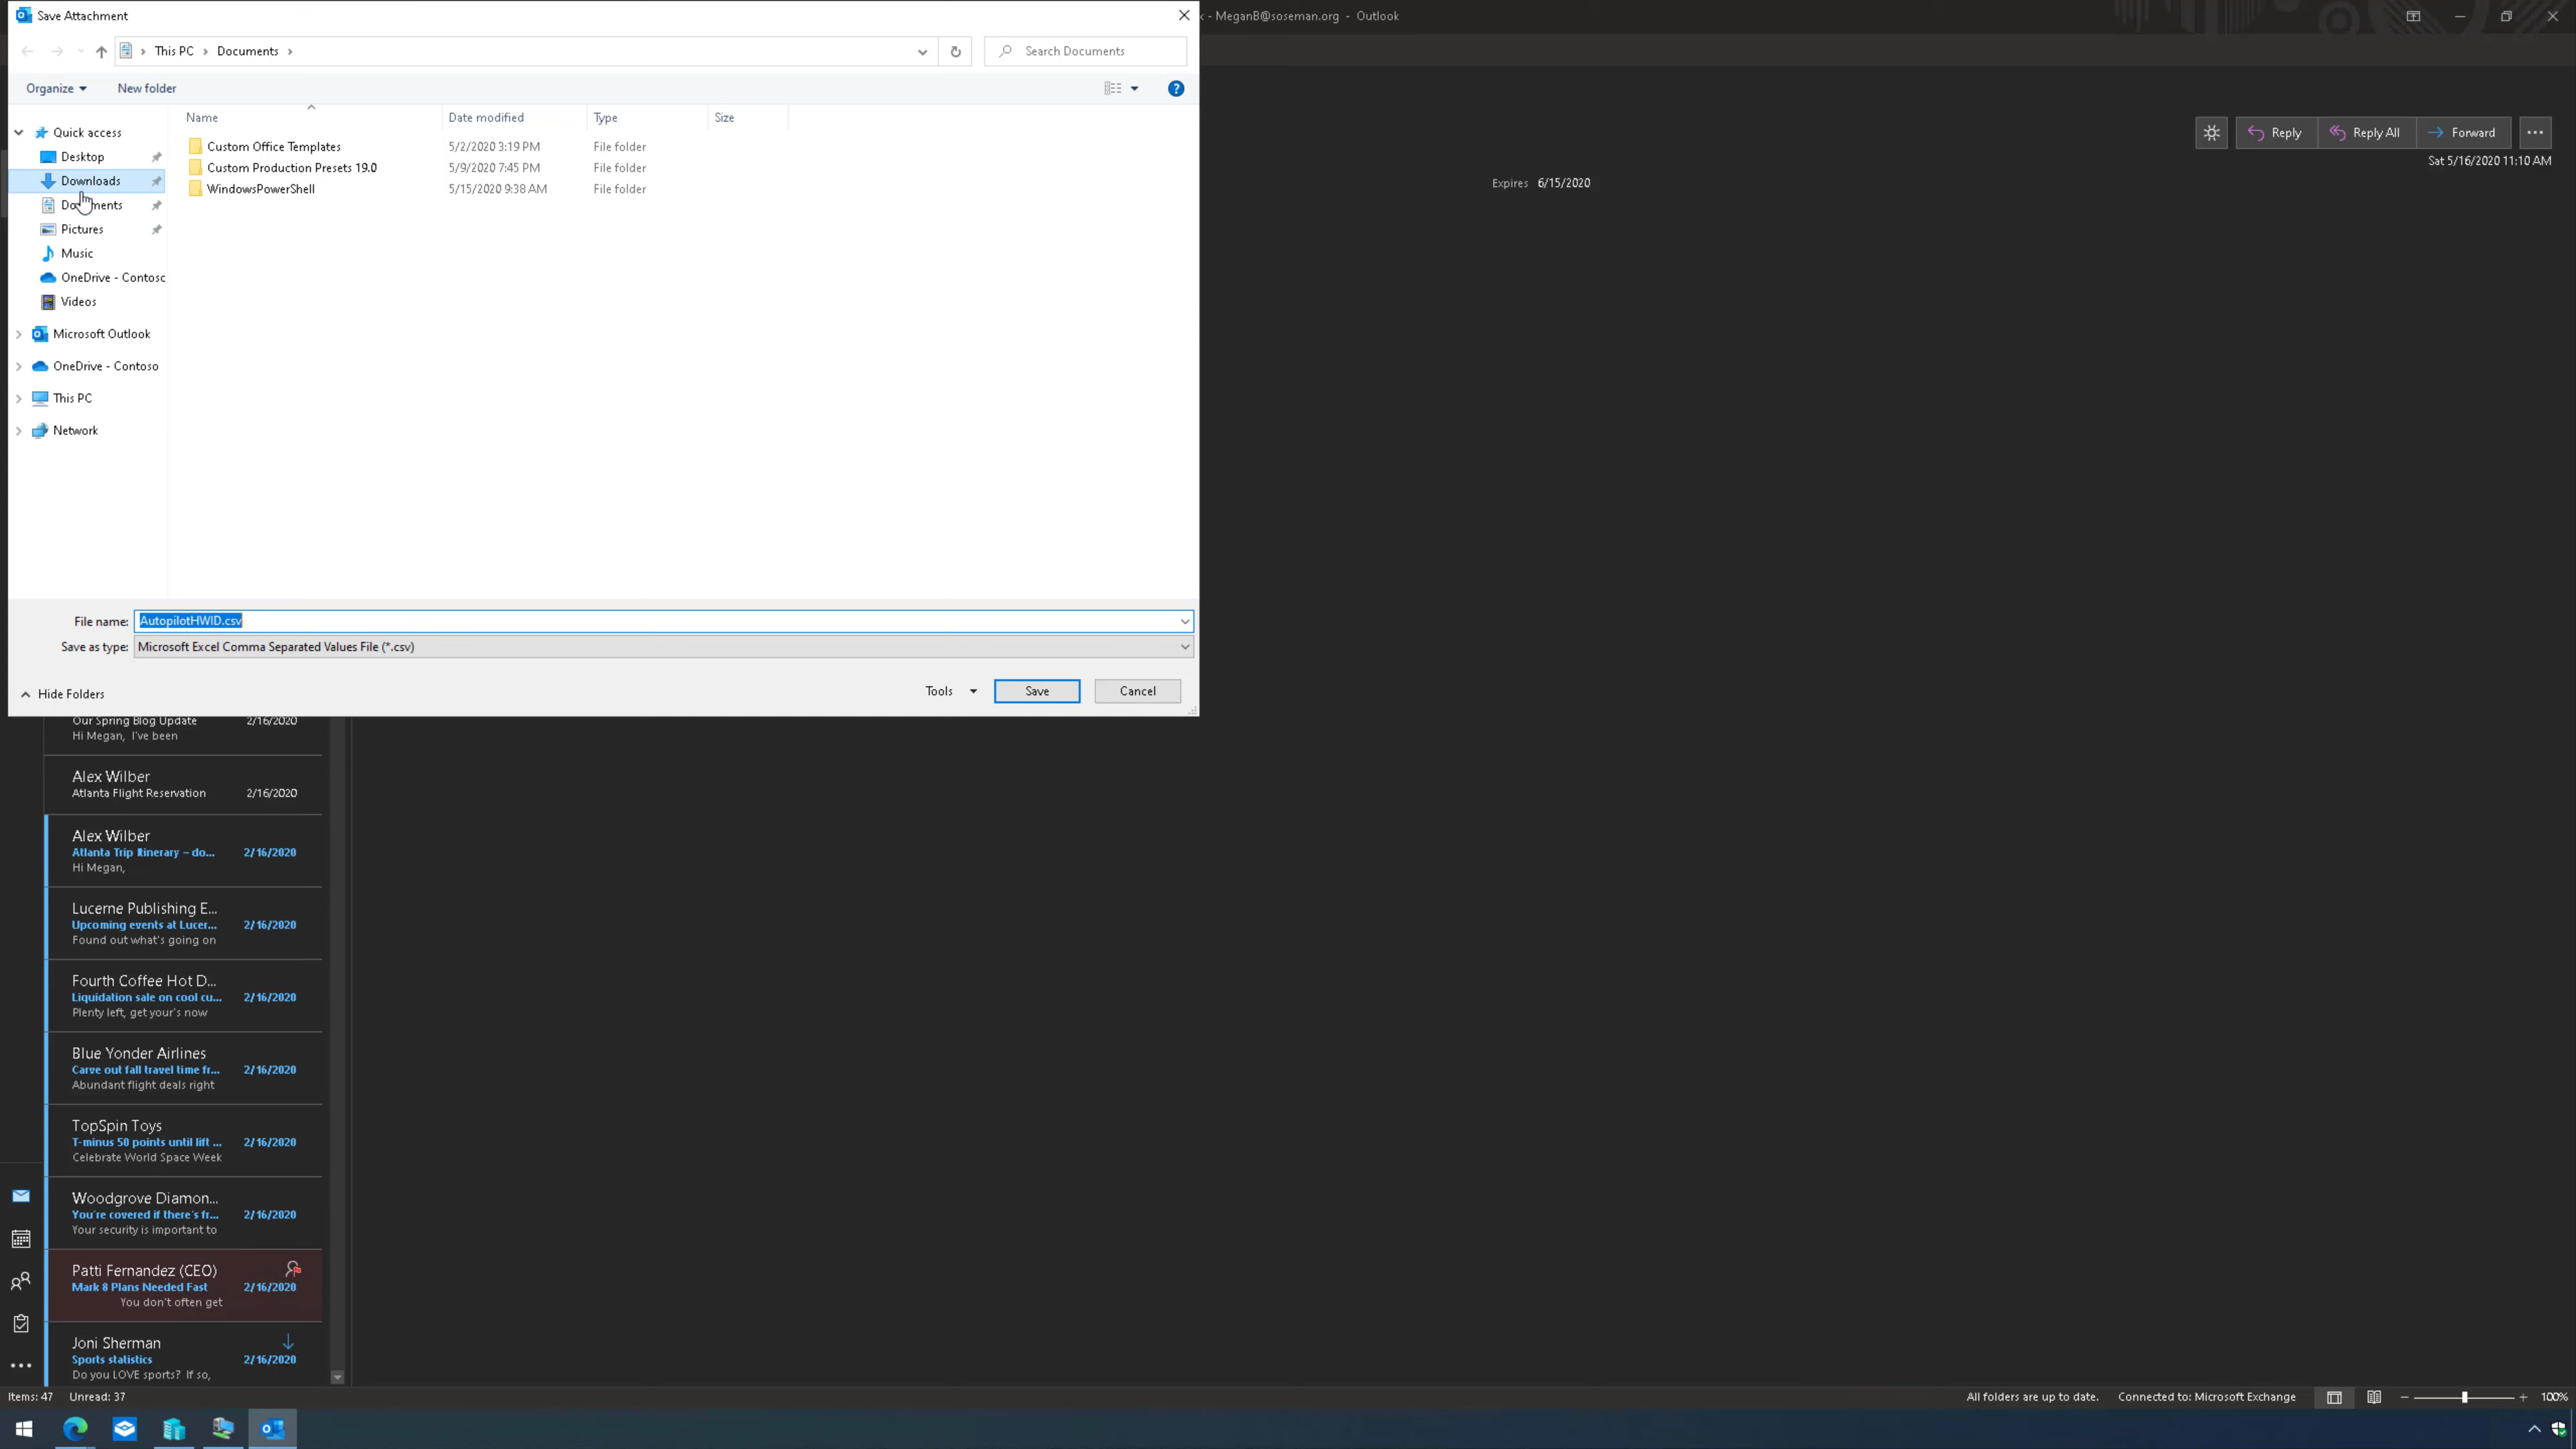 Save Attachment
- MeganB@soseman.org - Outlook
This PC
Documents
Search Documents
Organize
New folder
Name
Date modified
Type
Size
Quick access
Desktop
Downloads
Documents
Pictures
Music
OneDrive - Contoso
Videos
Microsoft Outlook
OneDrive - Contoso
This PC
Network
Custom Office Templates 5/2/2020 3:19 PM File folder
Custom Production Presets 19.0 5/9/2020 7:45 PM File folder
WindowsPowerShell 5/15/2020 9:38 AM File folder
Reply
Reply All
Forward
Sat 5/16/2020 11:10 AM
Expires 6/15/2020
File name: AutopilotHWID.csv
Save as type: Microsoft Excel Comma Separated Values File (*.csv)
Hide Folders
Tools
Save
Cancel
Our Spring Blog Update 2/16/2020
Hi Megan, I've been
Alex Wilber
Atlanta Flight Reservation 2/16/2020
Alex Wilber
Atlanta Trip Itinerary – do... 2/16/2020
Hi Megan,
Lucerne Publishing E...
Upcoming events at Lucer... 2/16/2020
Found out what's going on
Fourth Coffee Hot D...
Liquidation sale on cool cu... 2/16/2020
Plenty left, get your's now
Blue Yonder Airlines
Carve out fall travel time fr... 2/16/2020
Abundant flight deals right
TopSpin Toys
T-minus 50 points until lift ... 2/16/2020
Celebrate World Space Week
Woodgrove Diamon...
You're covered if there's fr... 2/16/2020
Your security is important to
Patti Fernandez (CEO)
Mark 8 Plans Needed Fast 2/16/2020
You don't often get
Joni Sherman
Sports statistics 2/16/2020
Do you LOVE sports? If so,
Items: 47 Unread: 37
All folders are up to date. Connected to: Microsoft Exchange
100%